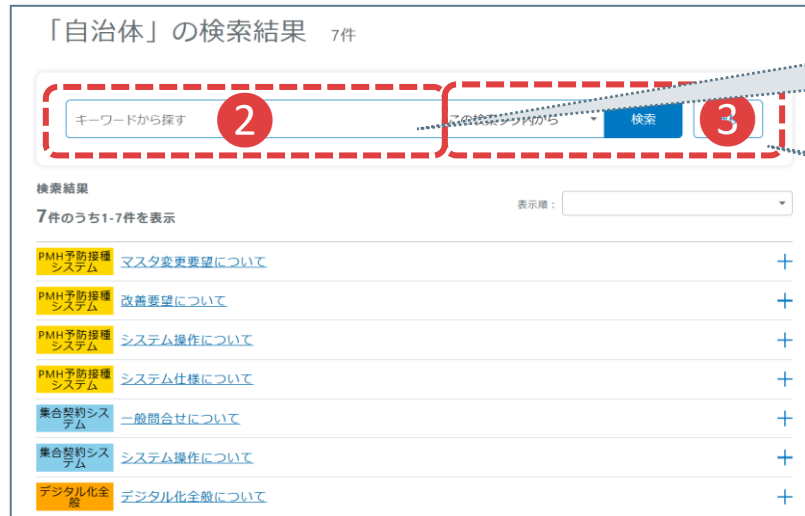 「自治体」の検索結果 7件
キーワードから探す 2 この検索タグ内から 検索 3
検索結果
7件のうち1-7件を表示
表示順：
PMH予防接種システム マスタ変更要望について
PMH予防接種システム 改善要望について
PMH予防接種システム システム操作について
PMH予防接種システム システム仕様について
集合契約システム 一般問合せについて
集合契約システム システム操作について
デジタル化全般 デジタル化全般について